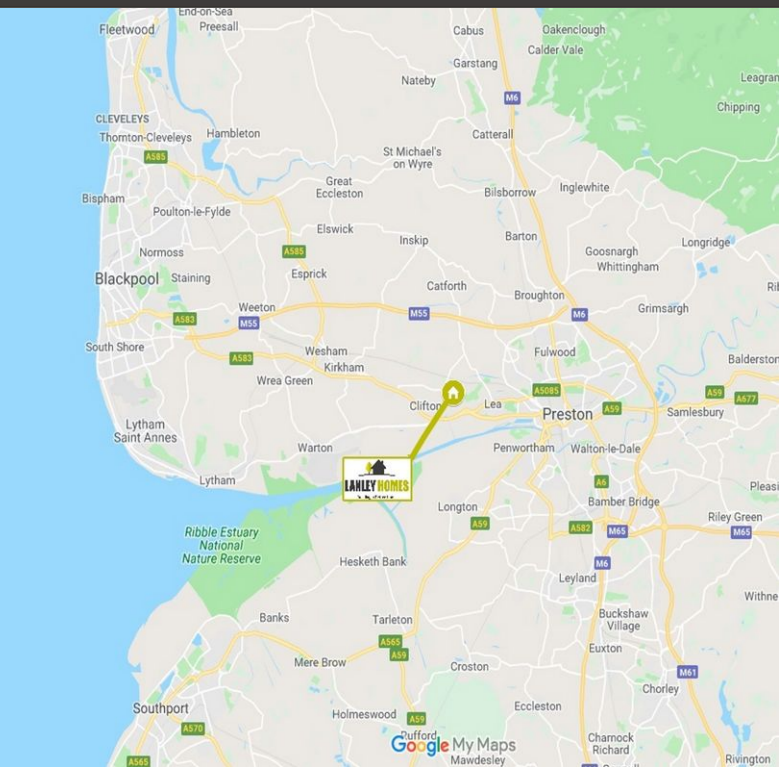 End-on-Sea
Fleetwood
Preesall
Cabus
Oakenclough
Calder Vale
Garstang
Nateby
Leagran
M6
Chipping
CLEVELEYS
Thornton-Cleveleys
Hambleton
Catterall
A585
St Michael's
on Wyre
Great
Eccleston
Bilsborrow
Inglewhite
Bispham
Poulton-le-Fylde
Elswick
Inskip
Barton
Longridge
Normoss
A585
Goosnargh
Whittingham
Blackpool
Staining
Esprick
Catforth
Broughton
Rib
Weeton
Grimsargh
A583
M55
M55
M6
South Shore
A583
Wesham
Kirkham
Fulwood
Balderston
Wrea Green
A5085
A59
A677
Clifton
Lea
Preston
A59
Samlesbury
Lytham
Saint Annes
Warton
Penwortham
Walton-le-Dale
LANLEY HOMES
Lytham
A6
Pleasi
Bamber Bridge
Longton
A59
A582
M65
Riley Green
M65
Ribble Estuary
National
Nature Reserve
Hesketh Bank
M6
Leyland
Withne
Banks
Tarleton
Buckshaw
Village
A565
A59
Euxton
Mere Brow
Croston
M61
Chorley
Southport
Holmeswood
A59
Eccleston
A570
Rufford
Google My Maps
Charnock
Richard
A565
Mawdesley
Rivington